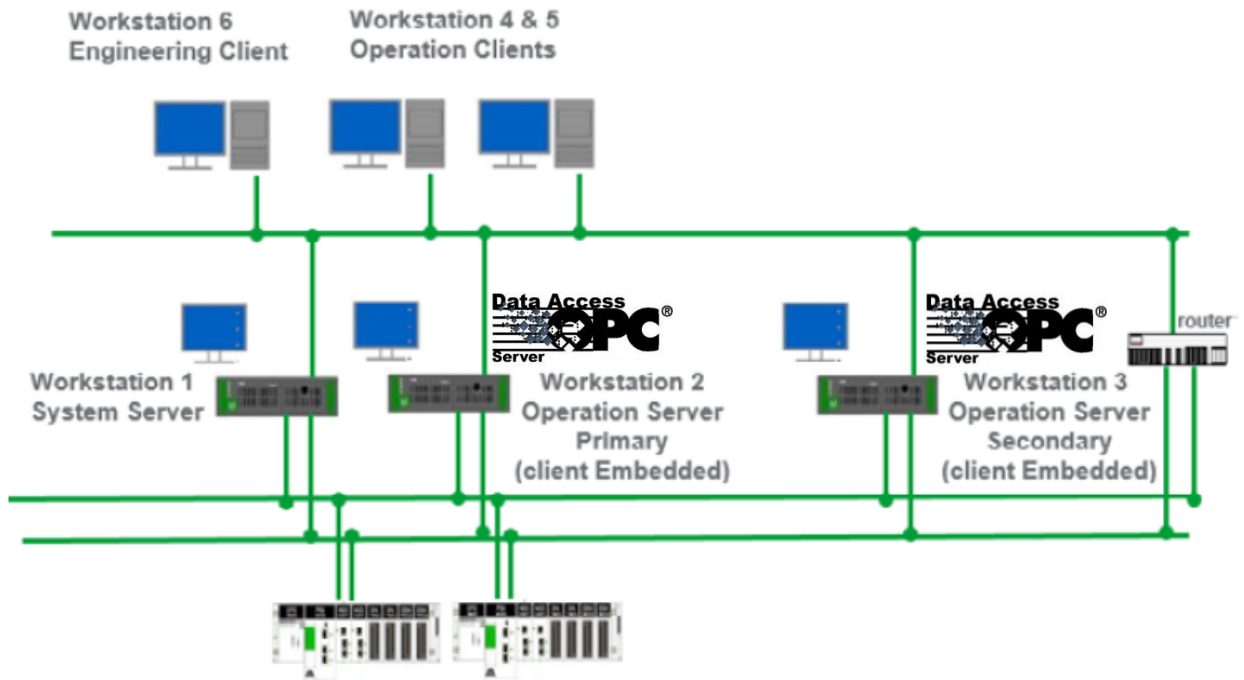 Workstation 6
Engineering Client
Workstation 4 & 5
Operation Clients
Data Access
OPC®
Server
Data Access
OPC®
Server
router
Workstation 1
System Server
Workstation 2
Operation Server
Primary
(client Embedded)
Workstation 3
Operation Server
Secondary
(client Embedded)